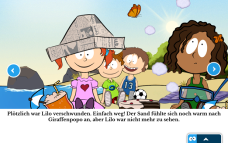 Plötzlich war Lilo verschwunden. Einfach weg! Der Sand fühlte sich noch warm nach
Giraffenpopo an, aber Lilo war nicht mehr zu sehen.